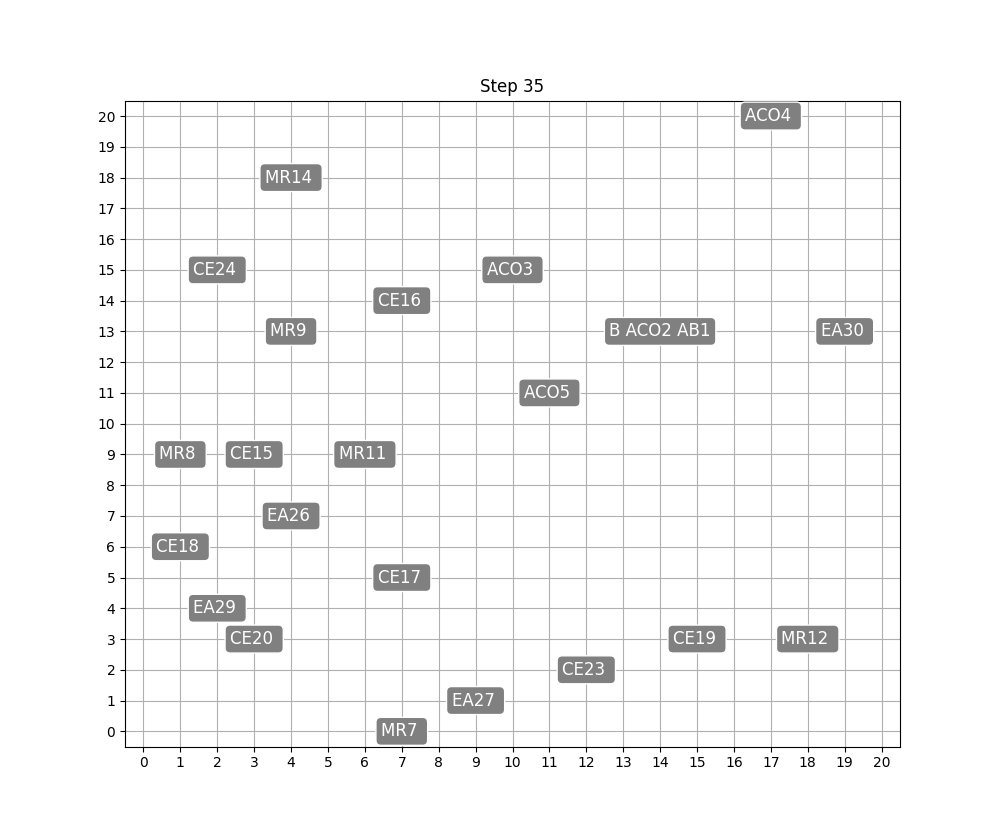 Step 35
20
ACO4
19
18
MR14
17
16
15
CE24
ACO3
14
CE16
13
MR9
B ACO2 AB1
EA30
12
11
ACO5
10
9
MR8
CE15
MR11
8
7
EA26
6
CE18
5
CE17
4
EA29
3
CE20
CE19
MR12
2
CE23
1
EA27
0
MR7
0 1 2 3 4 5 6 7 8 9 10 11 12 13 14 15 16 17 18 19 20